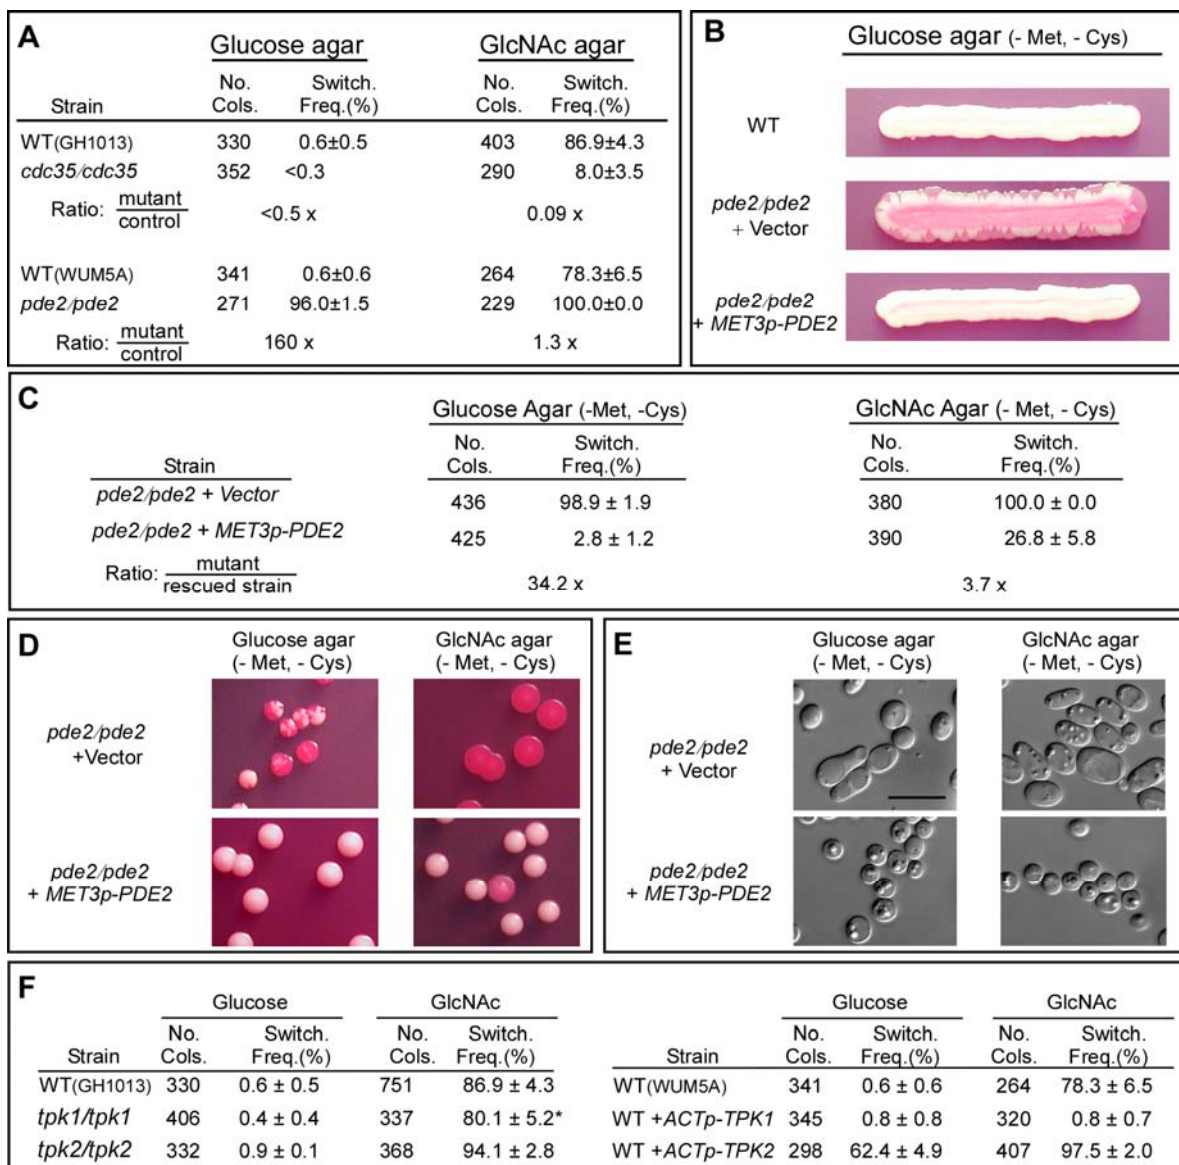 A
Glucose agar GlcNAc agar
No. Switch. No. Switch.
Strain Cols. Freq.(%) Cols. Freq.(%)
WT(GH1013) 330 0.6±0.5 403 86.9±4.3
cdc35/cdc35 352 <0.3 290 8.0±3.5
Ratio: mutant
control <0.5 x 0.09 x
WT(WUM5A) 341 0.6±0.6 264 78.3±6.5
pde2/pde2 271 96.0±1.5 229 100.0±0.0
Ratio: mutant
control 160 x 1.3 x
B
Glucose agar (- Met, - Cys)
WT
pde2/pde2
+ Vector
pde2/pde2
+ MET3p-PDE2
C
Glucose Agar (-Met, -Cys) GlcNAc Agar (- Met, - Cys)
No. Switch. No. Switch.
Strain Cols. Freq.(%) Cols. Freq.(%)
pde2/pde2 + Vector 436 98.9 ± 1.9 380 100.0 ± 0.0
pde2/pde2 + MET3p-PDE2 425 2.8 ± 1.2 390 26.8 ± 5.8
Ratio: mutant
rescued strain 34.2 x 3.7 x
D
Glucose agar GlcNAc agar
(- Met, - Cys) (- Met, - Cys)
pde2/pde2
+Vector
pde2/pde2
+ MET3p-PDE2
E
Glucose agar GlcNAc agar
(- Met, - Cys) (- Met, - Cys)
pde2/pde2
+ Vector
pde2/pde2
+ MET3p-PDE2
F
Glucose GlcNAc
No. Switch. No. Switch.
Strain Cols. Freq.(%) Cols. Freq.(%)
WT(GH1013) 330 0.6 ± 0.5 751 86.9 ± 4.3
tpk1/tpk1 406 0.4 ± 0.4 337 80.1 ± 5.2*
tpk2/tpk2 332 0.9 ± 0.1 368 94.1 ± 2.8
Glucose GlcNAc
No. Switch. No. Switch.
Strain Cols. Freq.(%) Cols. Freq.(%)
WT(WUM5A) 341 0.6 ± 0.6 264 78.3 ± 6.5
WT +ACTp-TPK1 345 0.8 ± 0.8 320 0.8 ± 0.7
WT +ACTp-TPK2 298 62.4 ± 4.9 407 97.5 ± 2.0